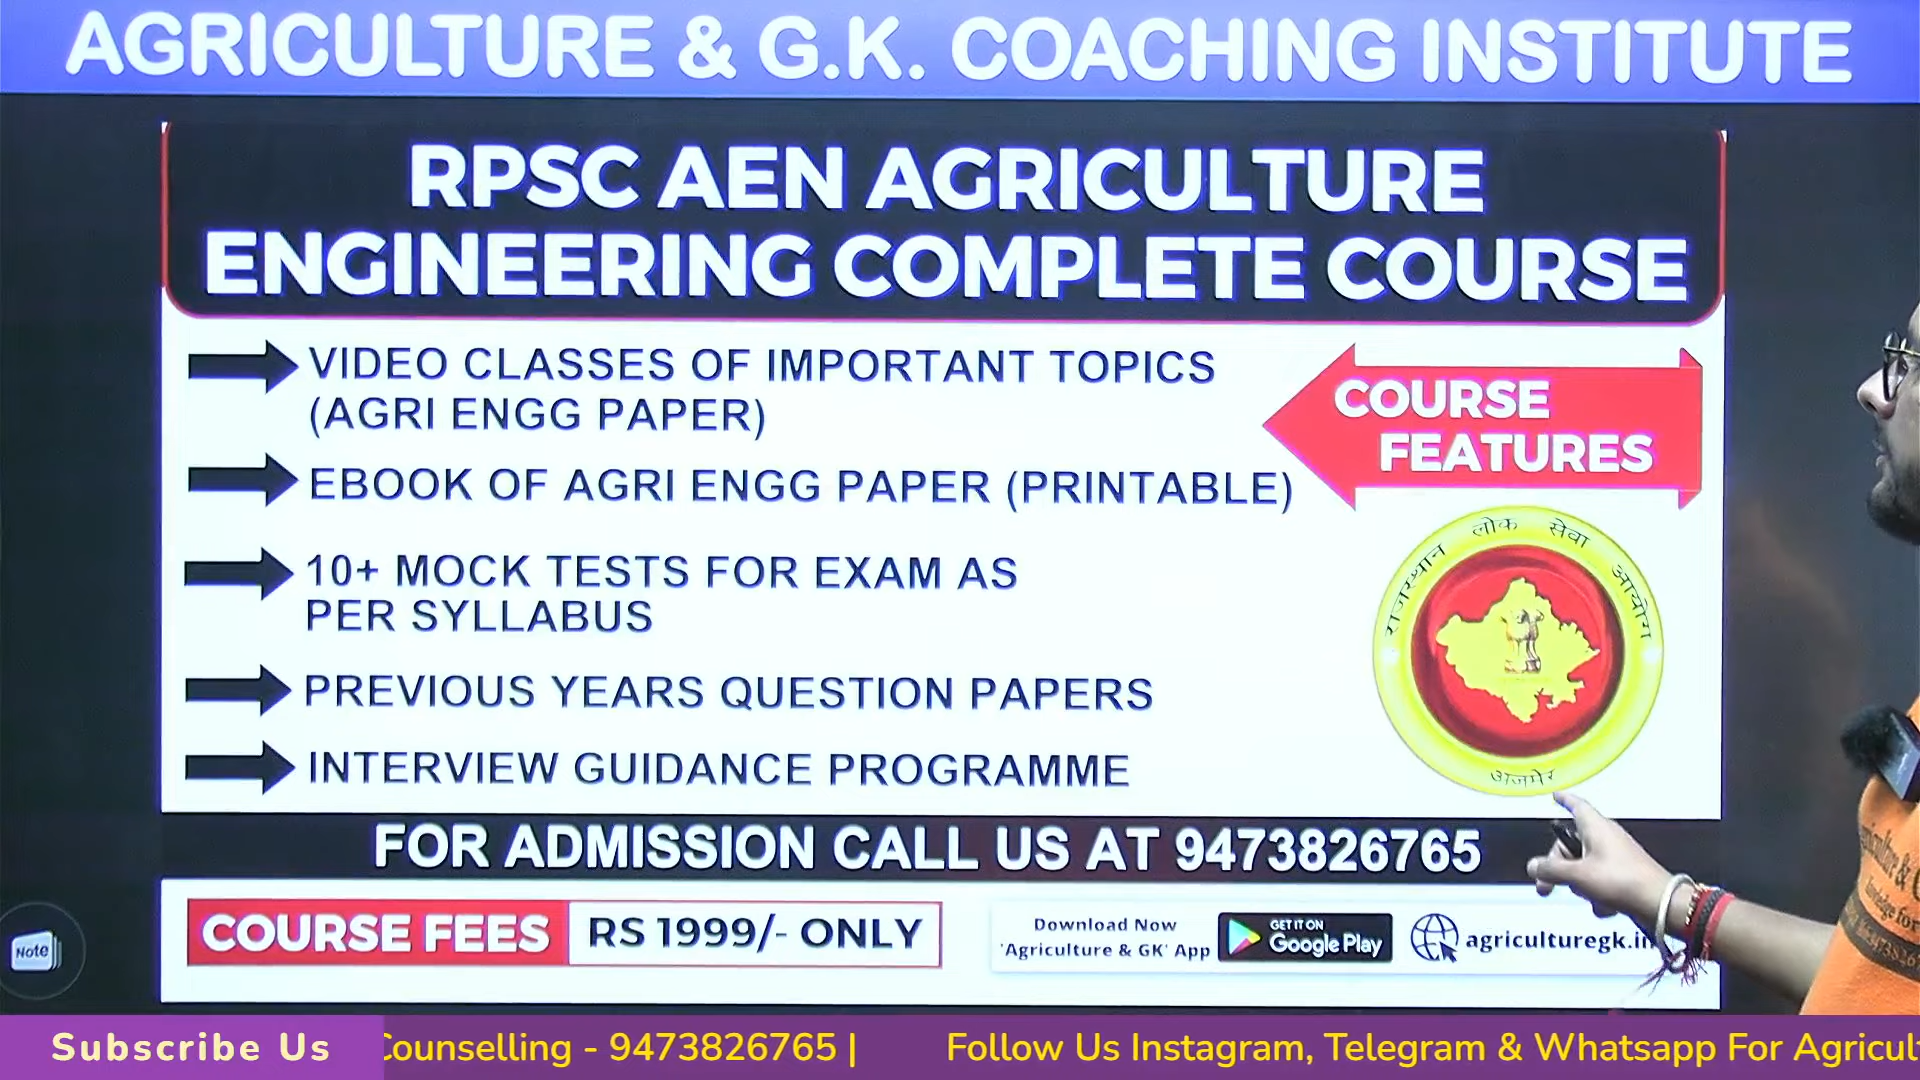 AGRICULTURE & G.K. COACHING INSTITUTE
RPSC AEN AGRICULTURE
ENGINEERING COMPLETE COURSE
VIDEO CLASSES OF IMPORTANT TOPICS
(AGRI ENGG PAPER)
EBOOK OF AGRI ENGG PAPER (PRINTABLE)
10+ MOCK TESTS FOR EXAM AS
PER SYLLABUS
PREVIOUS YEARS QUESTION PAPERS
INTERVIEW GUIDANCE PROGRAMME
COURSE
FEATURES
राजस्थान लोक सेवा आयोग
अजमेर
FOR ADMISSION CALL US AT 9473826765
COURSE FEES RS 1999/- ONLY
Download Now
'Agriculture & GK' App
GET IT ON
Google Play
agriculturegk.in
Note
Subscribe Us
Counselling - 9473826765 | Follow Us Instagram, Telegram & Whatsapp For Agricul